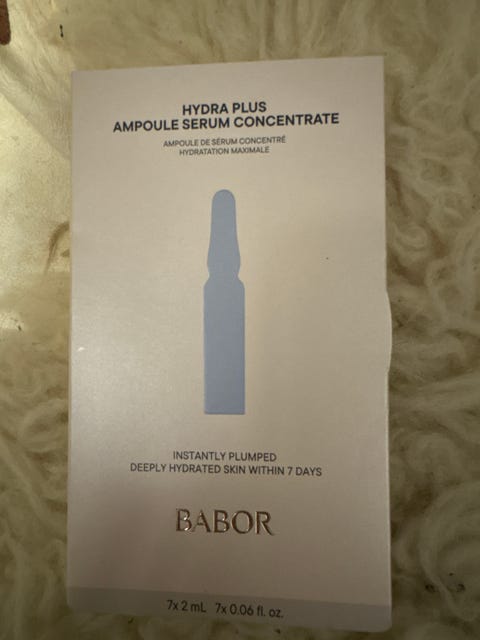 HYDRA PLUS
AMPOULE SERUM CONCENTRATE
AMPOULE DE SÉRUM CONCENTRÉ
HYDRATATION MAXIMALE
INSTANTLY PLUMPED
DEEPLY HYDRATED SKIN WITHIN 7 DAYS
BABOR
7x 2 mL 7x 0.06 fl. oz.